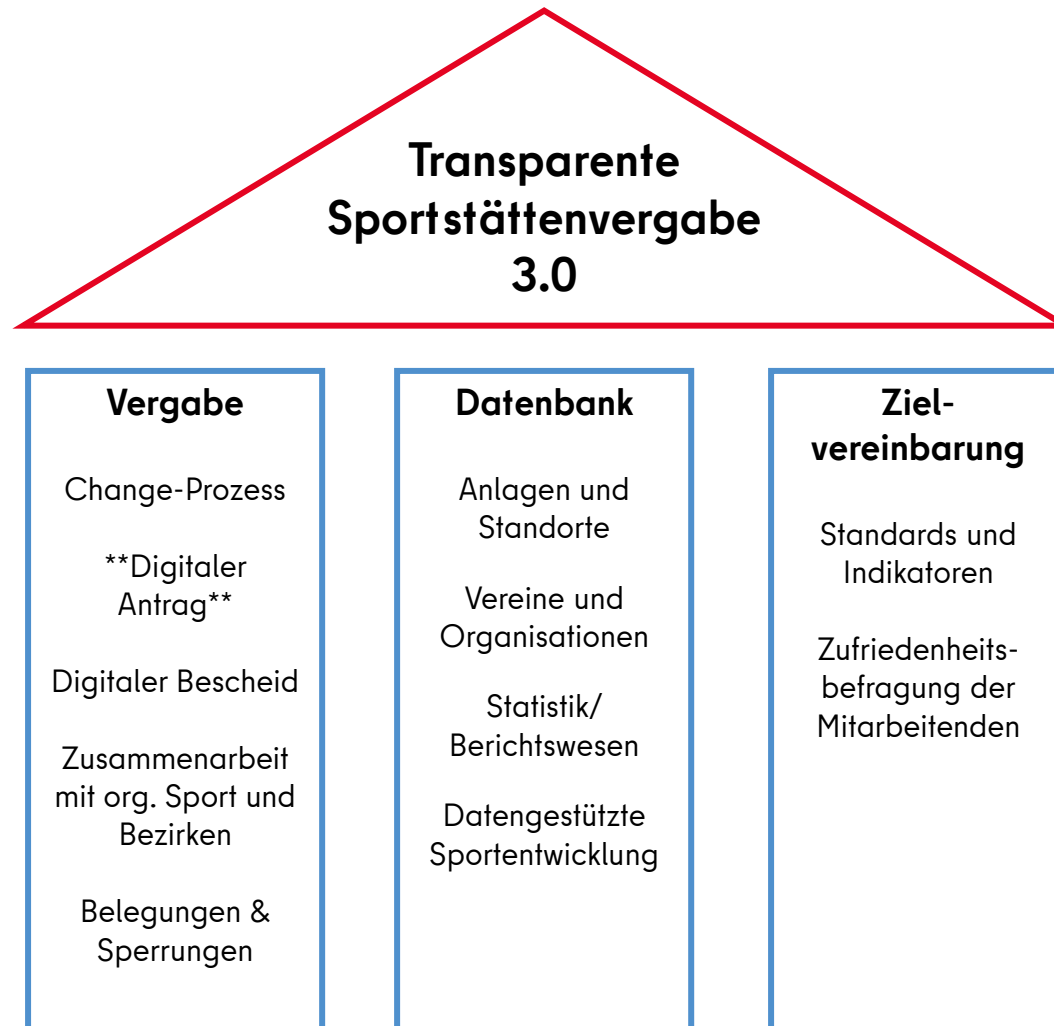 Transparente
Sportstättenvergabe
3.0
Vergabe
Change-Prozess
**Digitaler
Antrag**
Digitaler Bescheid
Zusammenarbeit
mit org. Sport und
Bezirken
Belegungen &
Sperrungen
Datenbank
Anlagen und
Standorte
Vereine und
Organisationen
Statistik/
Berichtswesen
Datengestützte
Sportentwicklung
Ziel-
vereinbarung
Standards und
Indikatoren
Zufriedenheits-
befragung der
Mitarbeitenden